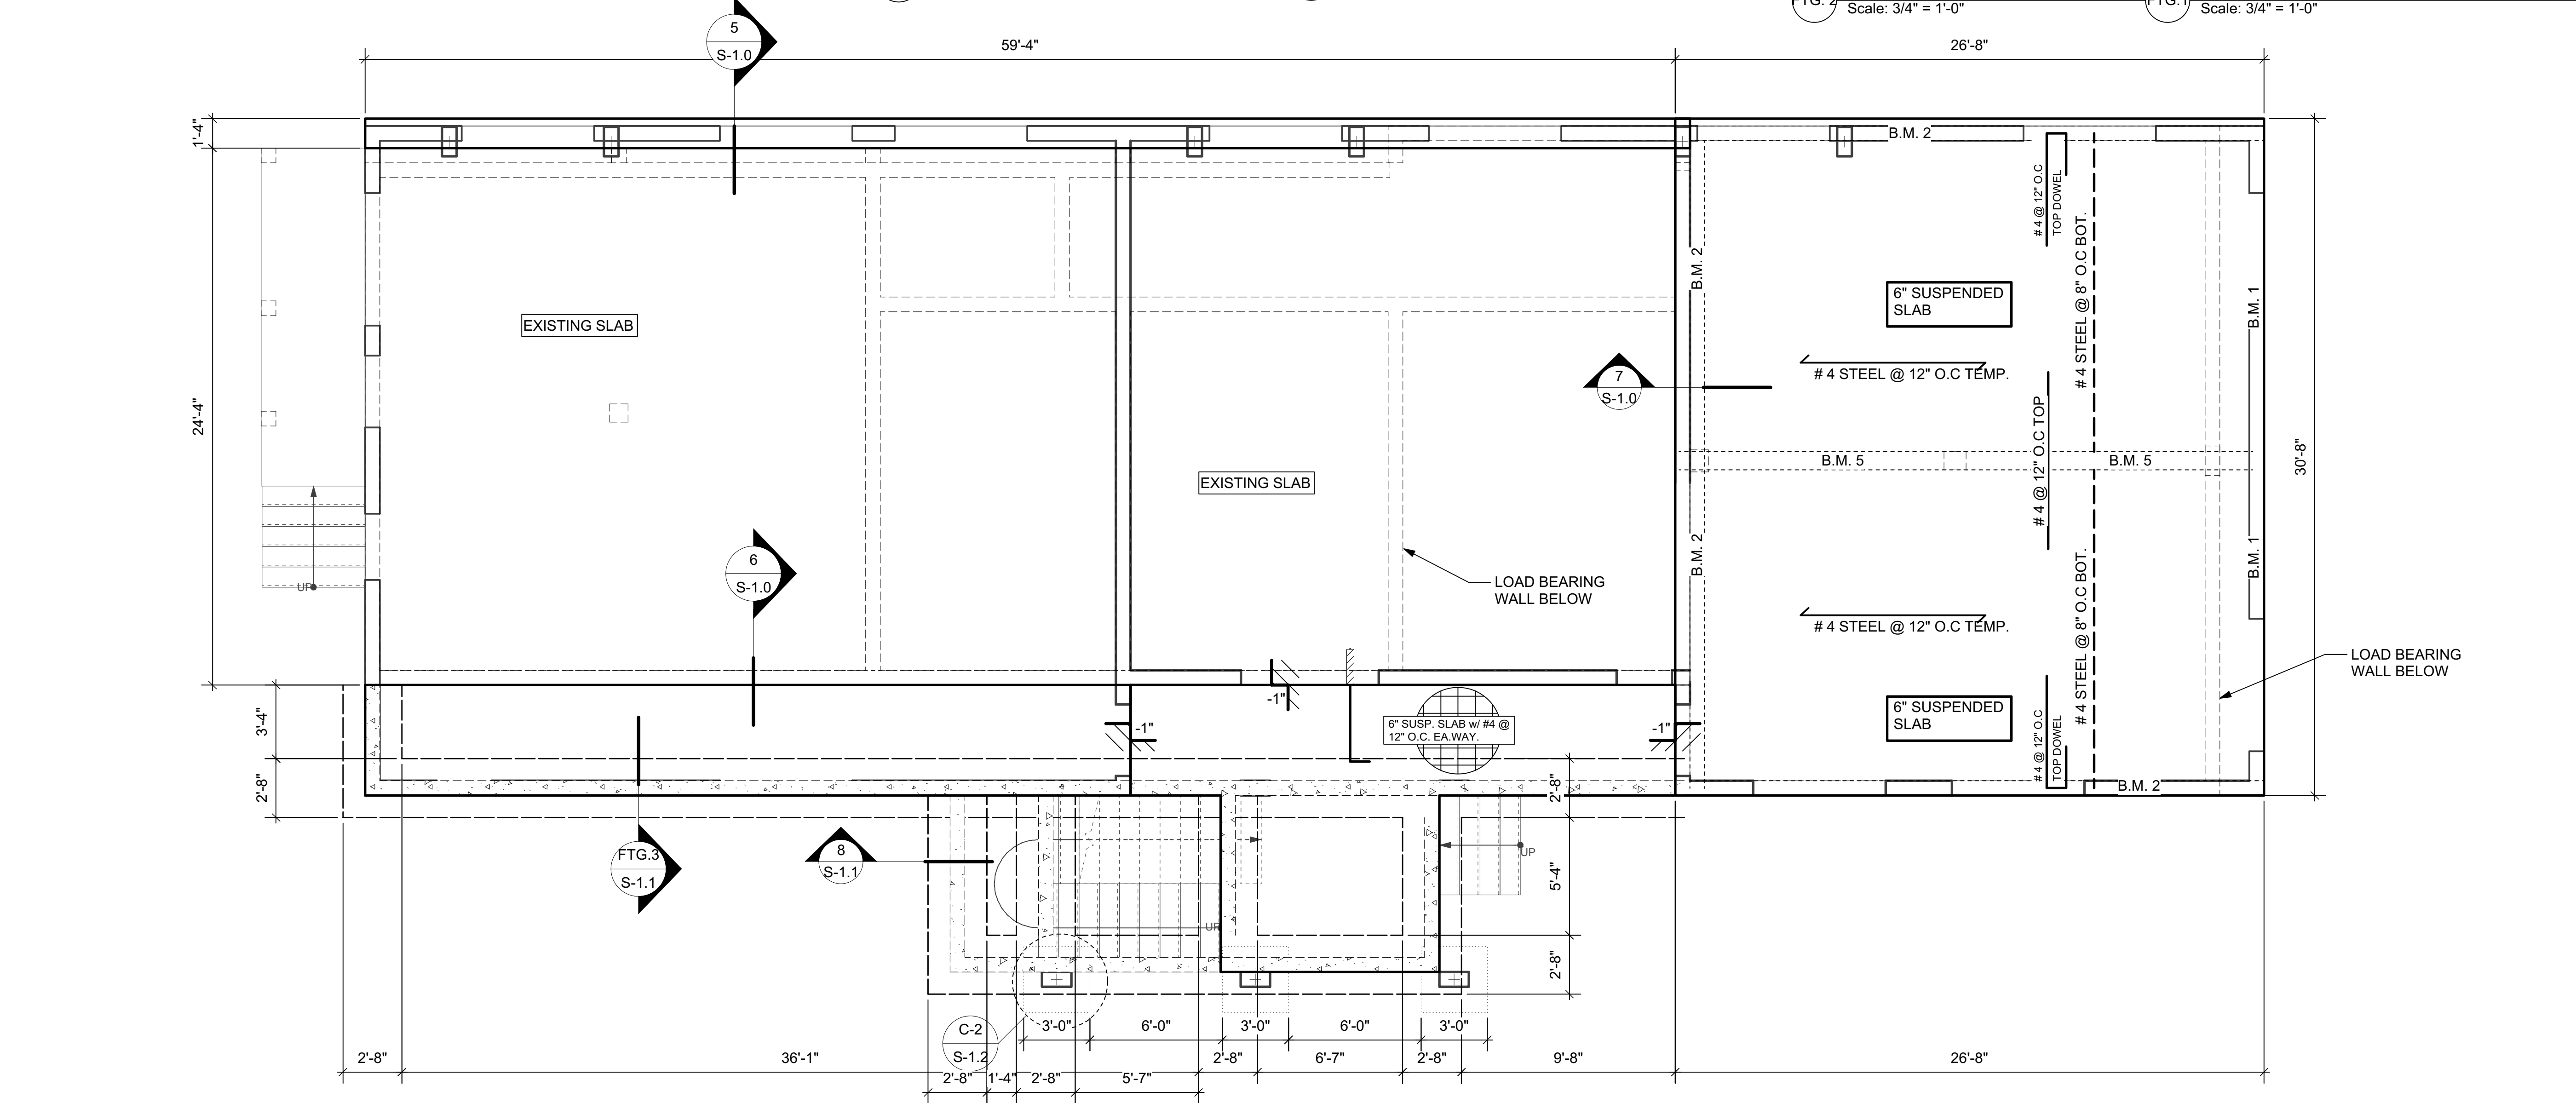 FTG. 2
Scale: 3/4" = 1'-0"
FTG.1
Scale: 3/4" = 1'-0"
5
S-1.0
59'-4"
26'-8"
1'-4"
B.M. 2
# 4 @ 12" O.C
TOP DOWEL
# 4 STEEL @ 8" O.C BOT.
B.M. 2
6" SUSPENDED
SLAB
B.M. 1
EXISTING SLAB
24'-4"
7
S-1.0
# 4 STEEL @ 12" O.C TEMP.
# 4 @ 12" O.C TOP
B.M. 5
B.M. 5
30'-8"
EXISTING SLAB
6
S-1.0
UP
LOAD BEARING
WALL BELOW
B.M. 2
B.M. 1
# 4 STEEL @ 12" O.C TEMP.
# 4 STEEL @ 8" O.C BOT.
LOAD BEARING
WALL BELOW
3'-4"
-1"
-1"
6" SUSP. SLAB w/ #4 @
12" O.C. EA.WAY.
-1"
6" SUSPENDED
SLAB
# 4 @ 12" O.C
TOP DOWEL
2'-8"
2'-8"
B.M. 2
FTG.3
S-1.1
8
S-1.1
UP
5'-4"
UP
2'-8"
C-2
S-1.2
3'-0"
6'-0"
3'-0"
6'-0"
3'-0"
2'-8"
36'-1"
2'-8"
6'-7"
2'-8"
9'-8"
26'-8"
2'-8"
1'-4"
2'-8"
5'-7"